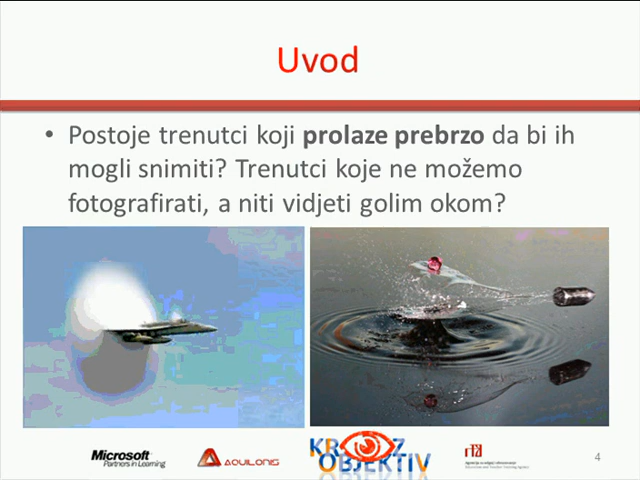 Uvod
• Postoje trenutci koji prolaze prebrzo da bi ih
mogli snimiti? Trenutci koje ne možemo
fotografirati, a niti vidjeti golim okom?
Microsoft
Partners in Learning
AQUILONIS
KROZ
OBJEKTIV
4